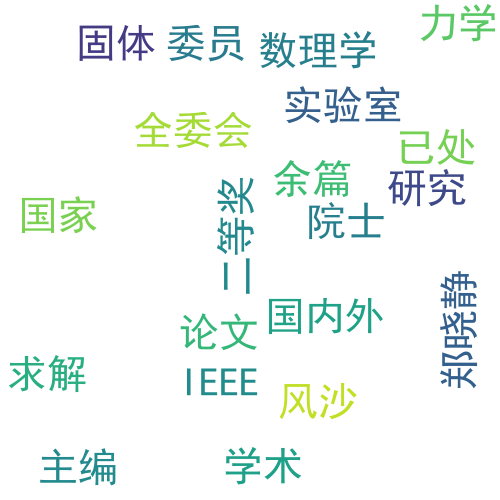 力学
固体
委员
数理学
实验室
全委会
已处
余篇
研究
二等奖
国家
院士
郑晓静
国内外
论文
求解
IEEE
风沙
主编
学术